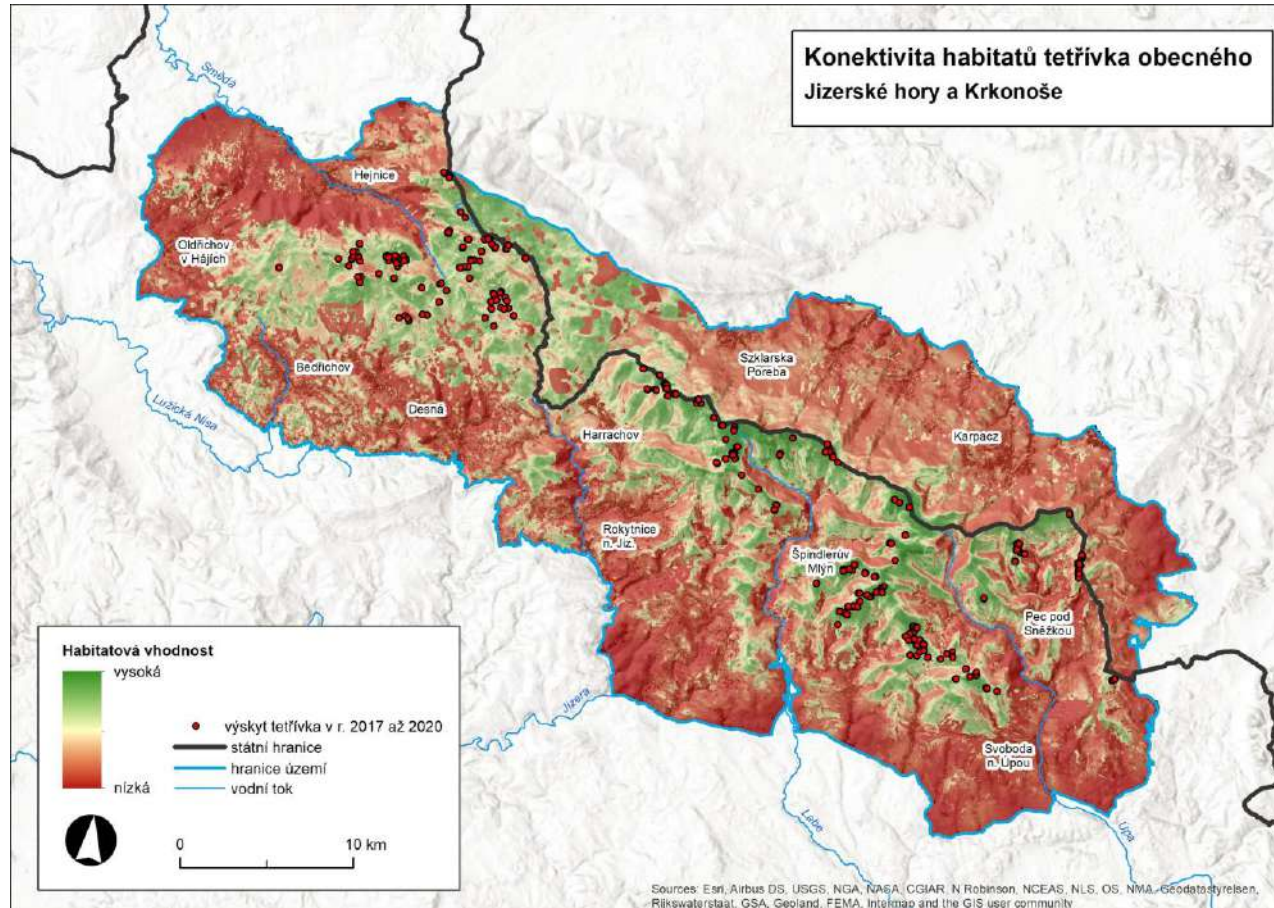 Konektivita habitatů tetřívka obecného
Jizerské hory a Krkonoše
Smědá
Hejnice
Oldřichov
v Hájích
Bedřichov
Lužická Nisa
Desná
Szklarska
Poreba
Harrachov
Karpacz
Rokytnice
n. Jiz.
Špindlerův
Mlýn
Pec pod
Sněžkou
Jizera
Labe
Svoboda
n. Úpou
Úpa
Habitatová vhodnost
vysoká
nízká
výskyt tetřívka v r. 2017 až 2020
státní hranice
hranice území
vodní tok
0
10 km
Sources: Esri, Airbus DS, USGS, NGA, NASA, CGIAR, N Robinson, NCEAS, NLS, OS, NMA, Geodatastyrelsen,
Rijkswaterstaat, GSA, Geoland, FEMA, Intermap and the GIS user community